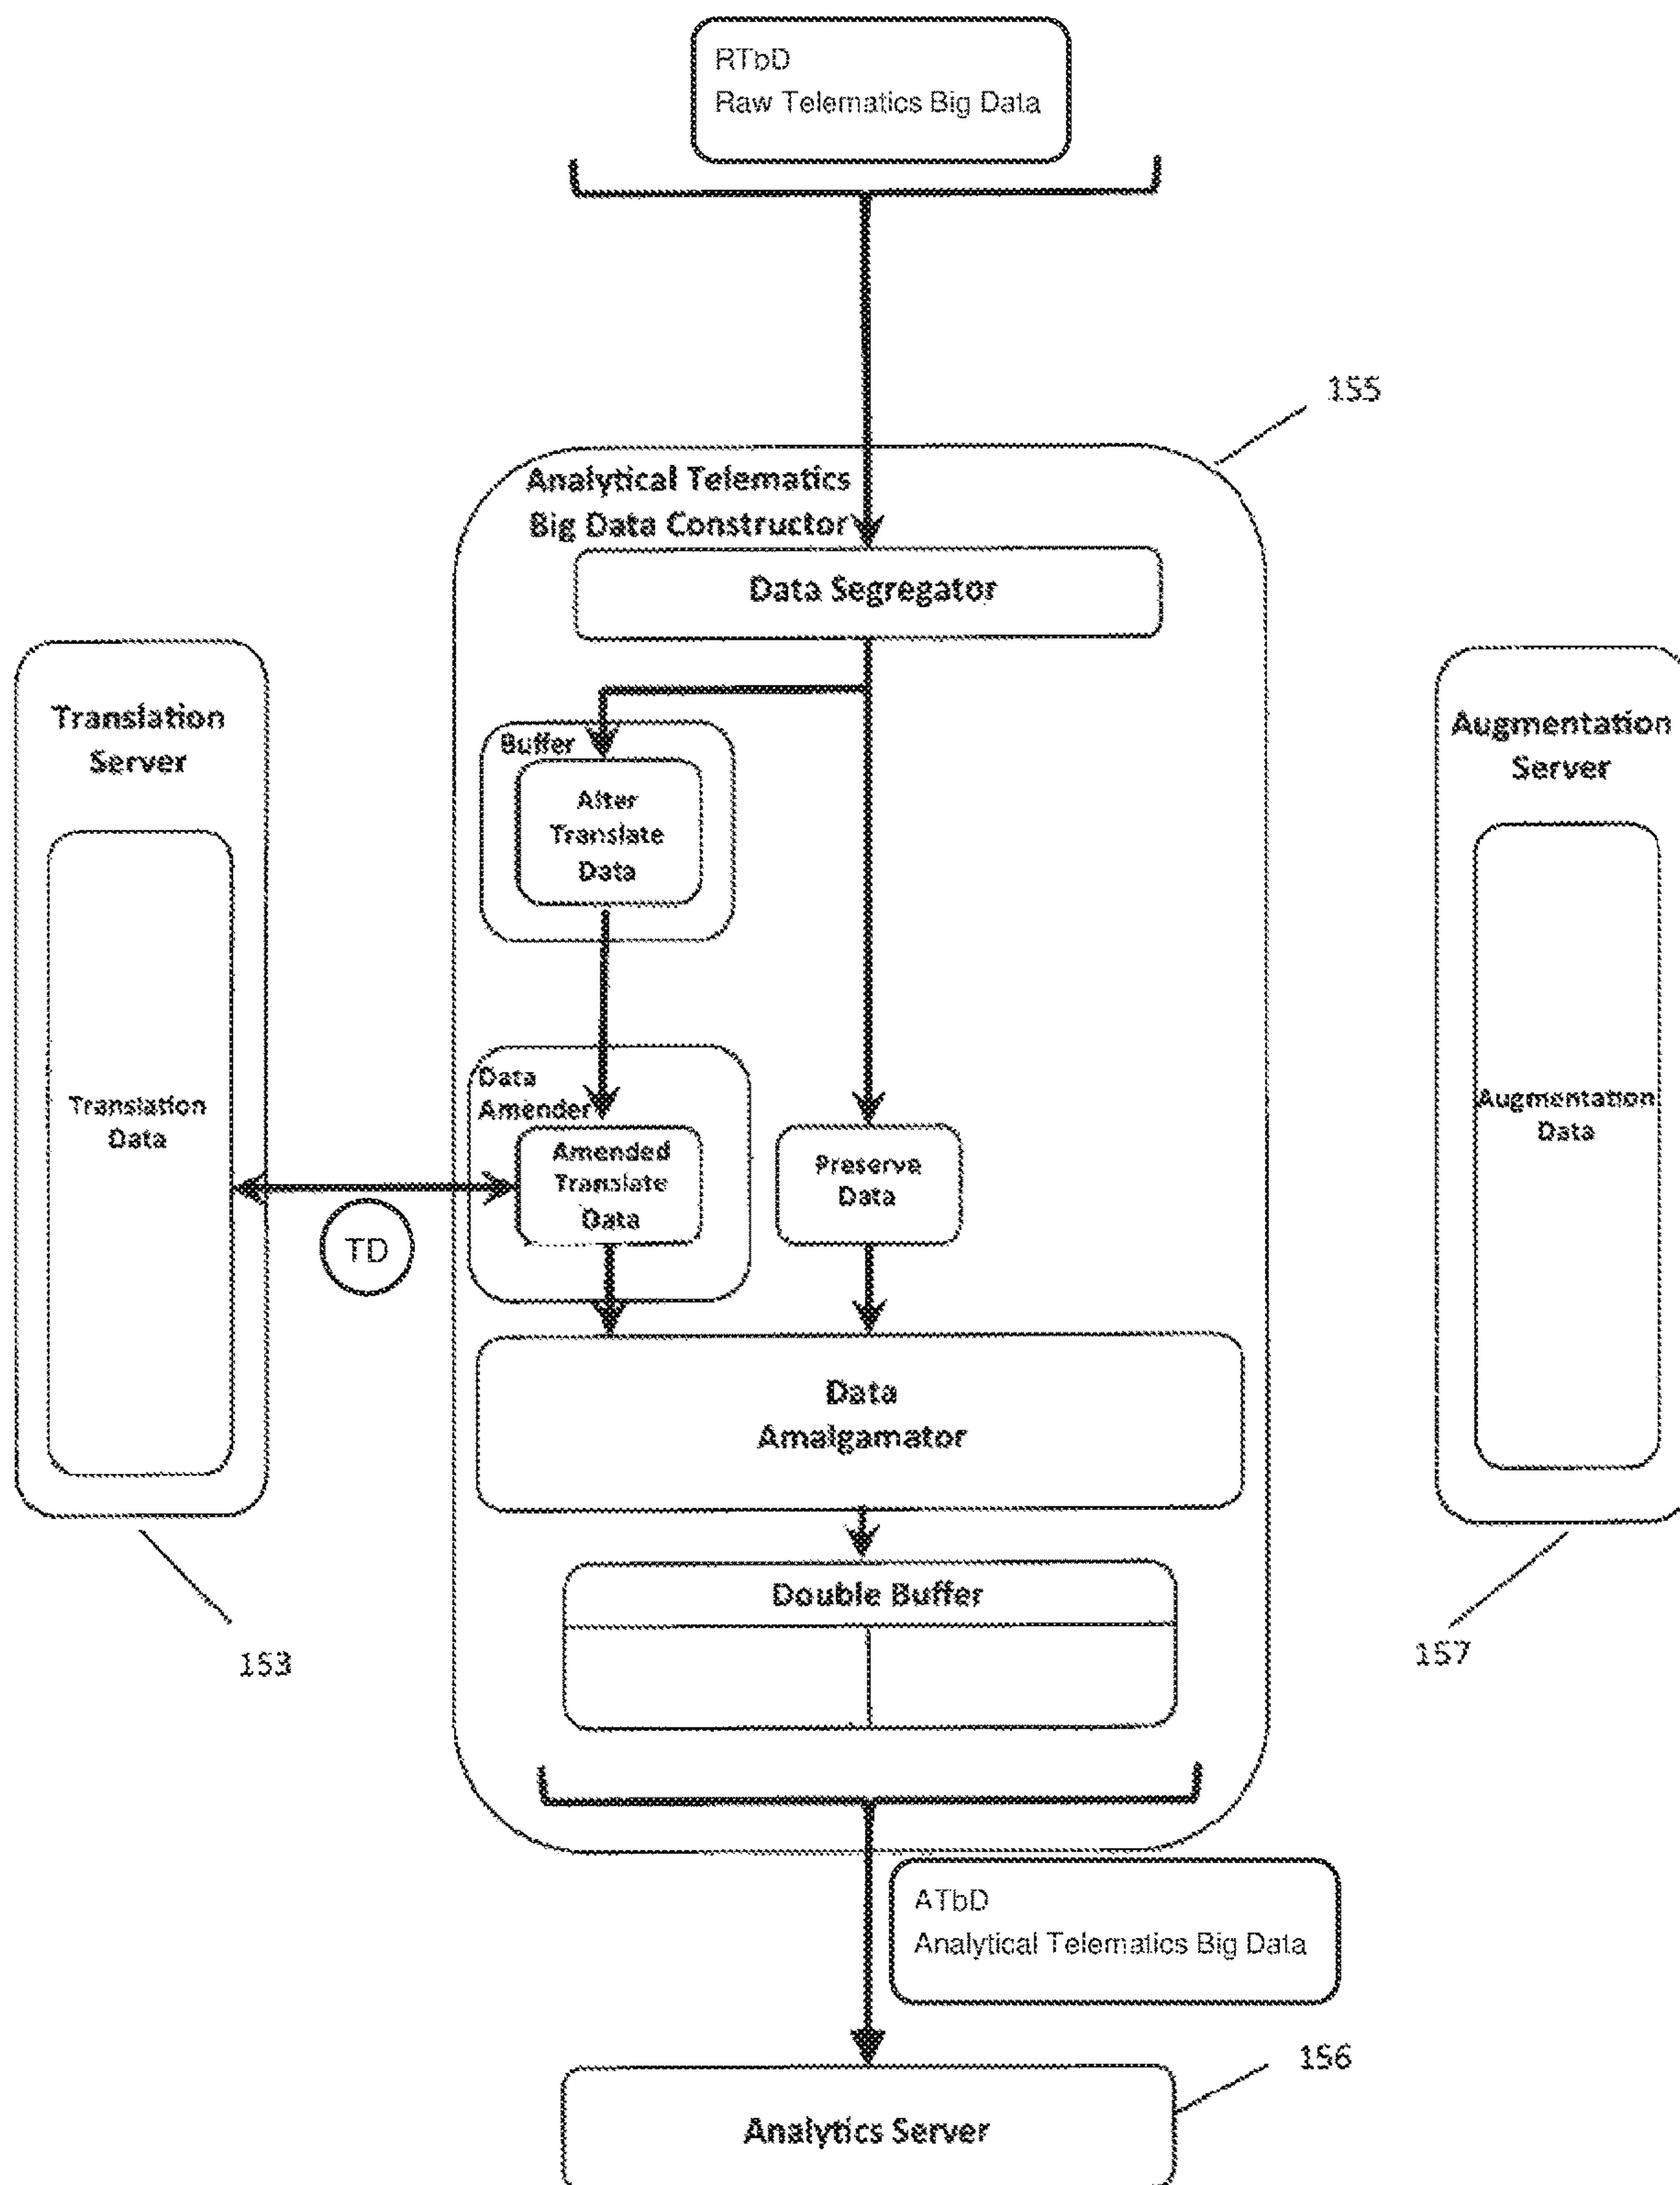 RTbD
Raw Telematics Big Data
155
Analytical Telematics
Big Data Constructor
Data Segregator
Translation
Server
Augmentation
Server
Buffer
Alter
Translate
Data
Translation
Data
Data
Amender
Amended
Translate
Data
Preserve
Data
Augmentation
Data
TD
Data
Amalgamator
Double Buffer
153
157
ATbD
Analytical Telematics Big Data
156
Analytics Server